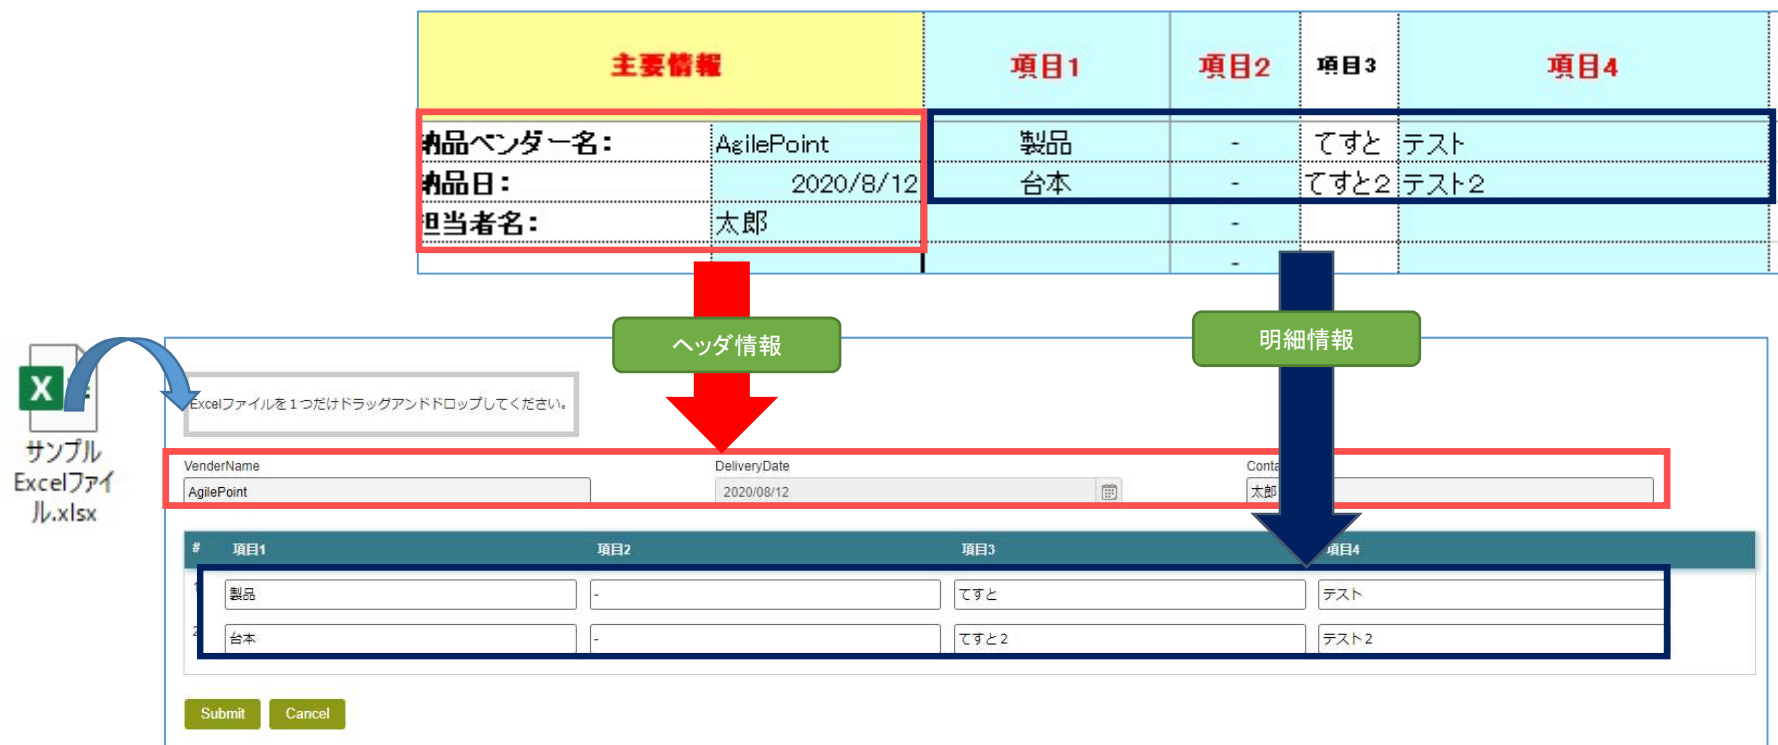 主要情報 項目1 項目2 項目3 項目4
納品ベンダー名： AgilePoint 製品 - てすと テスト
納品日： 2020/8/12 台本 - てすと2 テスト2
担当者名： 太郎 -
-
ヘッダ情報
明細情報
サンプル
Excelファイ
ル.xlsx
Excelファイルを１つだけドラッグアンドドロップしてください。
VenderName DeliveryDate
AgilePoint 2020/08/12 太郎
# 項目1 項目2 項目3 項目4
1 製品 - てすと テスト
2 台本 - てすと2 テスト2
Submit Cancel